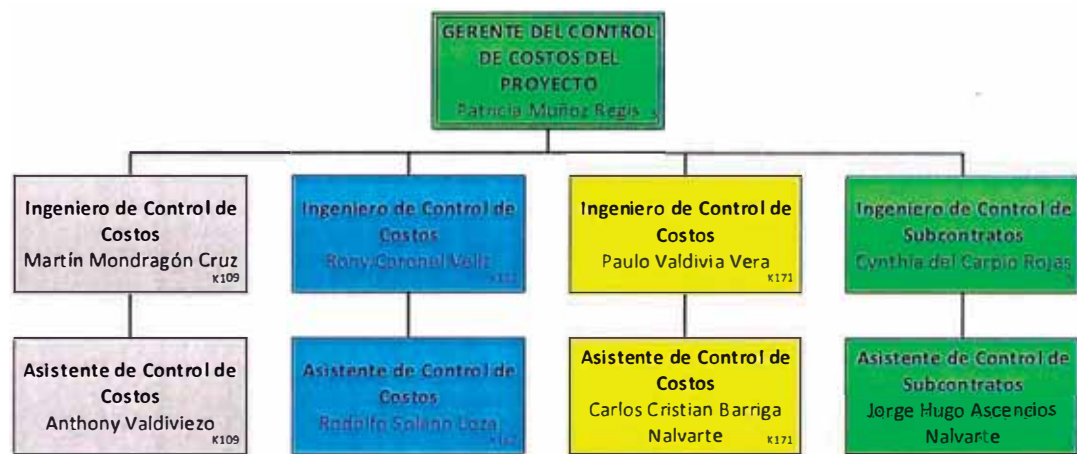 GERENTE DEL CONTROL
DE COSTOS DEL
PROYECTO
Patricia Muñoz Regis
Ingeniero de Control de
Costos
Martín Mondragón Cruz
K109
Ingeniero de Control de
Costos
Rony Coronel
Ingeniero de Control de
Costos
Paulo Valdivia Vera
K171
Ingeniero de Control de
Subcontratos
Cynthia del Carpio Rojas
Asistente de Control de
Costos
Anthony Valdiviezo
K109
Asistente de Control de
Costos
Rodolfo
Asistente de Control de
Costos
Carlos Cristian Barriga
Nalvarte
K171
Asistente de Control de
Subcontratos
Jorge Hugo Ascencios
Nalvarte